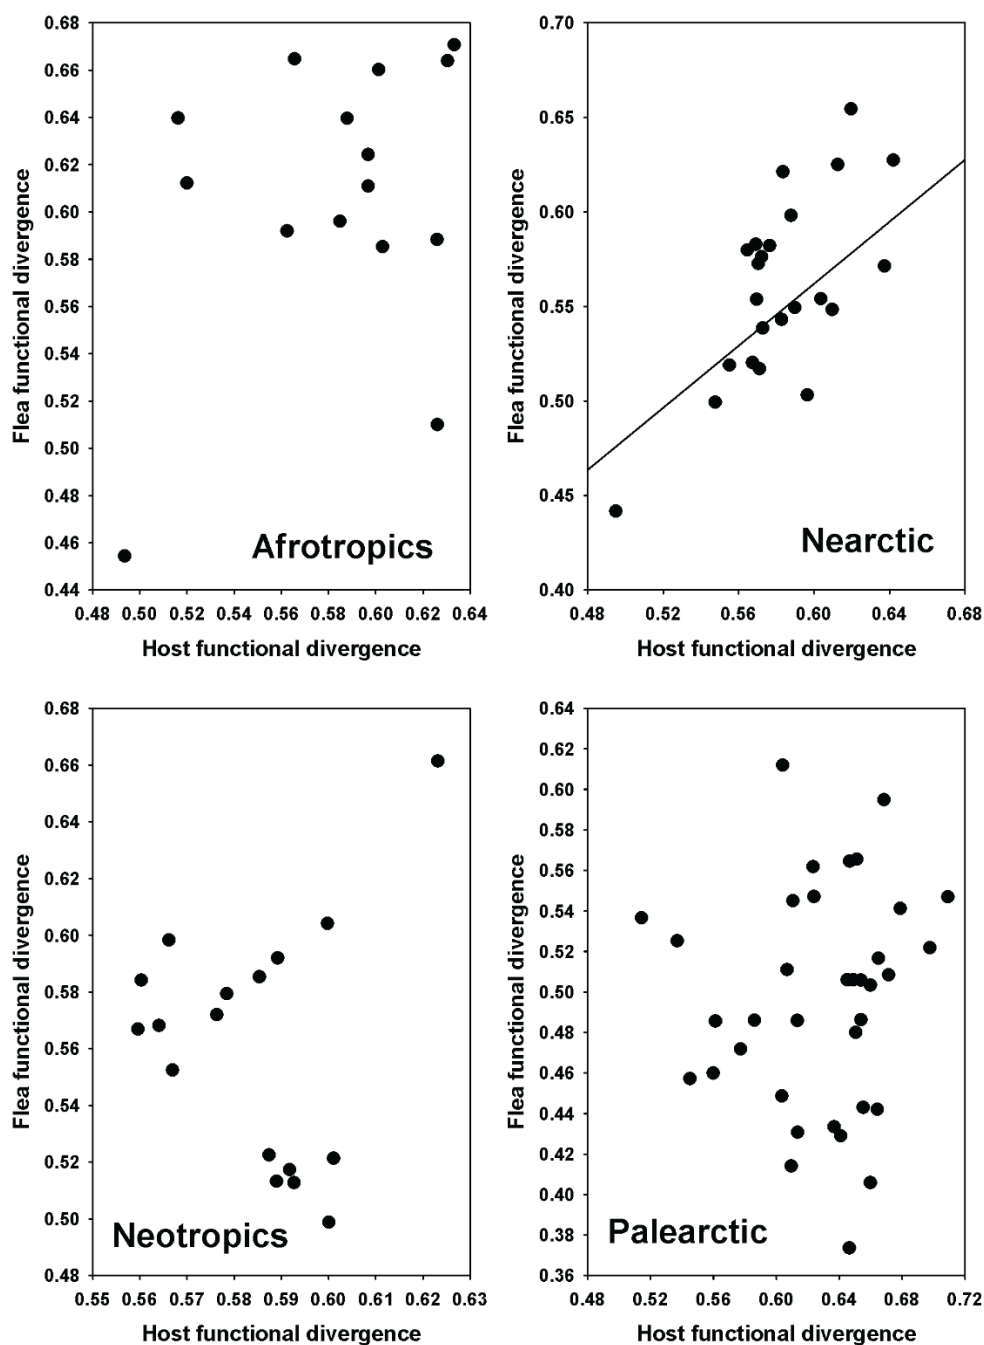 0.68
0.66
0.64
0.62
0.60
0.58
0.56
0.54
0.52
0.50
0.48
0.46
0.44
Flea functional divergence
Afrotropics
0.48 0.50 0.52 0.54 0.56 0.58 0.60 0.62 0.64
Host functional divergence
0.70
0.65
0.60
0.55
0.50
0.45
0.40
Flea functional divergence
Nearctic
0.48 0.52 0.56 0.60 0.64 0.68
Host functional divergence
0.68
0.66
0.64
0.62
0.60
0.58
0.56
0.54
0.52
0.50
0.48
Flea functional divergence
Neotropics
0.55 0.56 0.57 0.58 0.59 0.60 0.61 0.62 0.63
Host functional divergence
0.64
0.62
0.60
0.58
0.56
0.54
0.52
0.50
0.48
0.46
0.44
0.42
0.40
0.38
0.36
Flea functional divergence
Palearctic
0.48 0.52 0.56 0.60 0.64 0.68 0.72
Host functional divergence